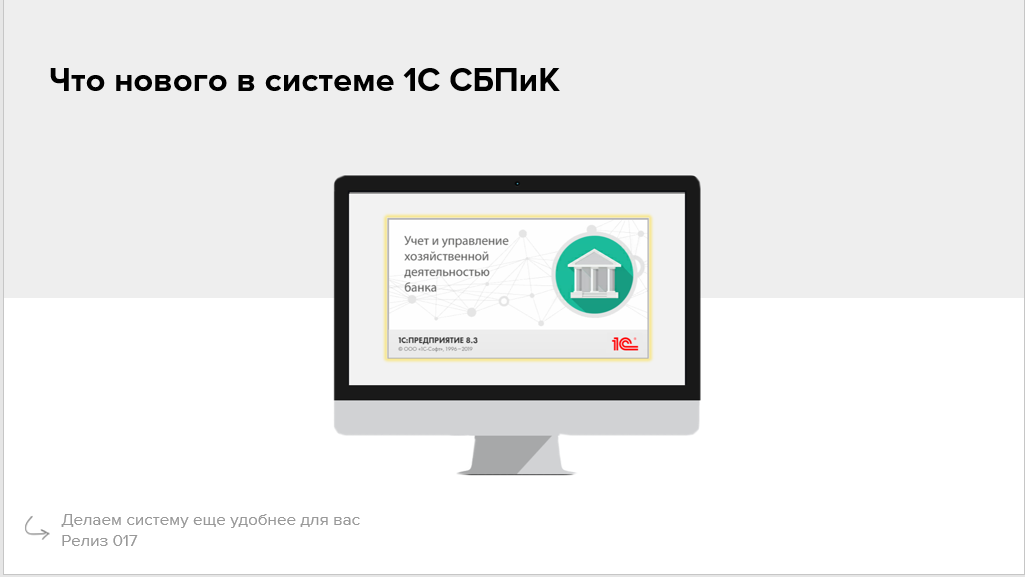 Что нового в системе 1С СБПиК
Учет и управление
хозяйственной
деятельностью
банка
1С:ПРЕДПРИЯТИЕ 8.3
© ООО «1С-Софт», 1996–2019
1С
Делаем систему еще удобнее для вас
Релиз 017